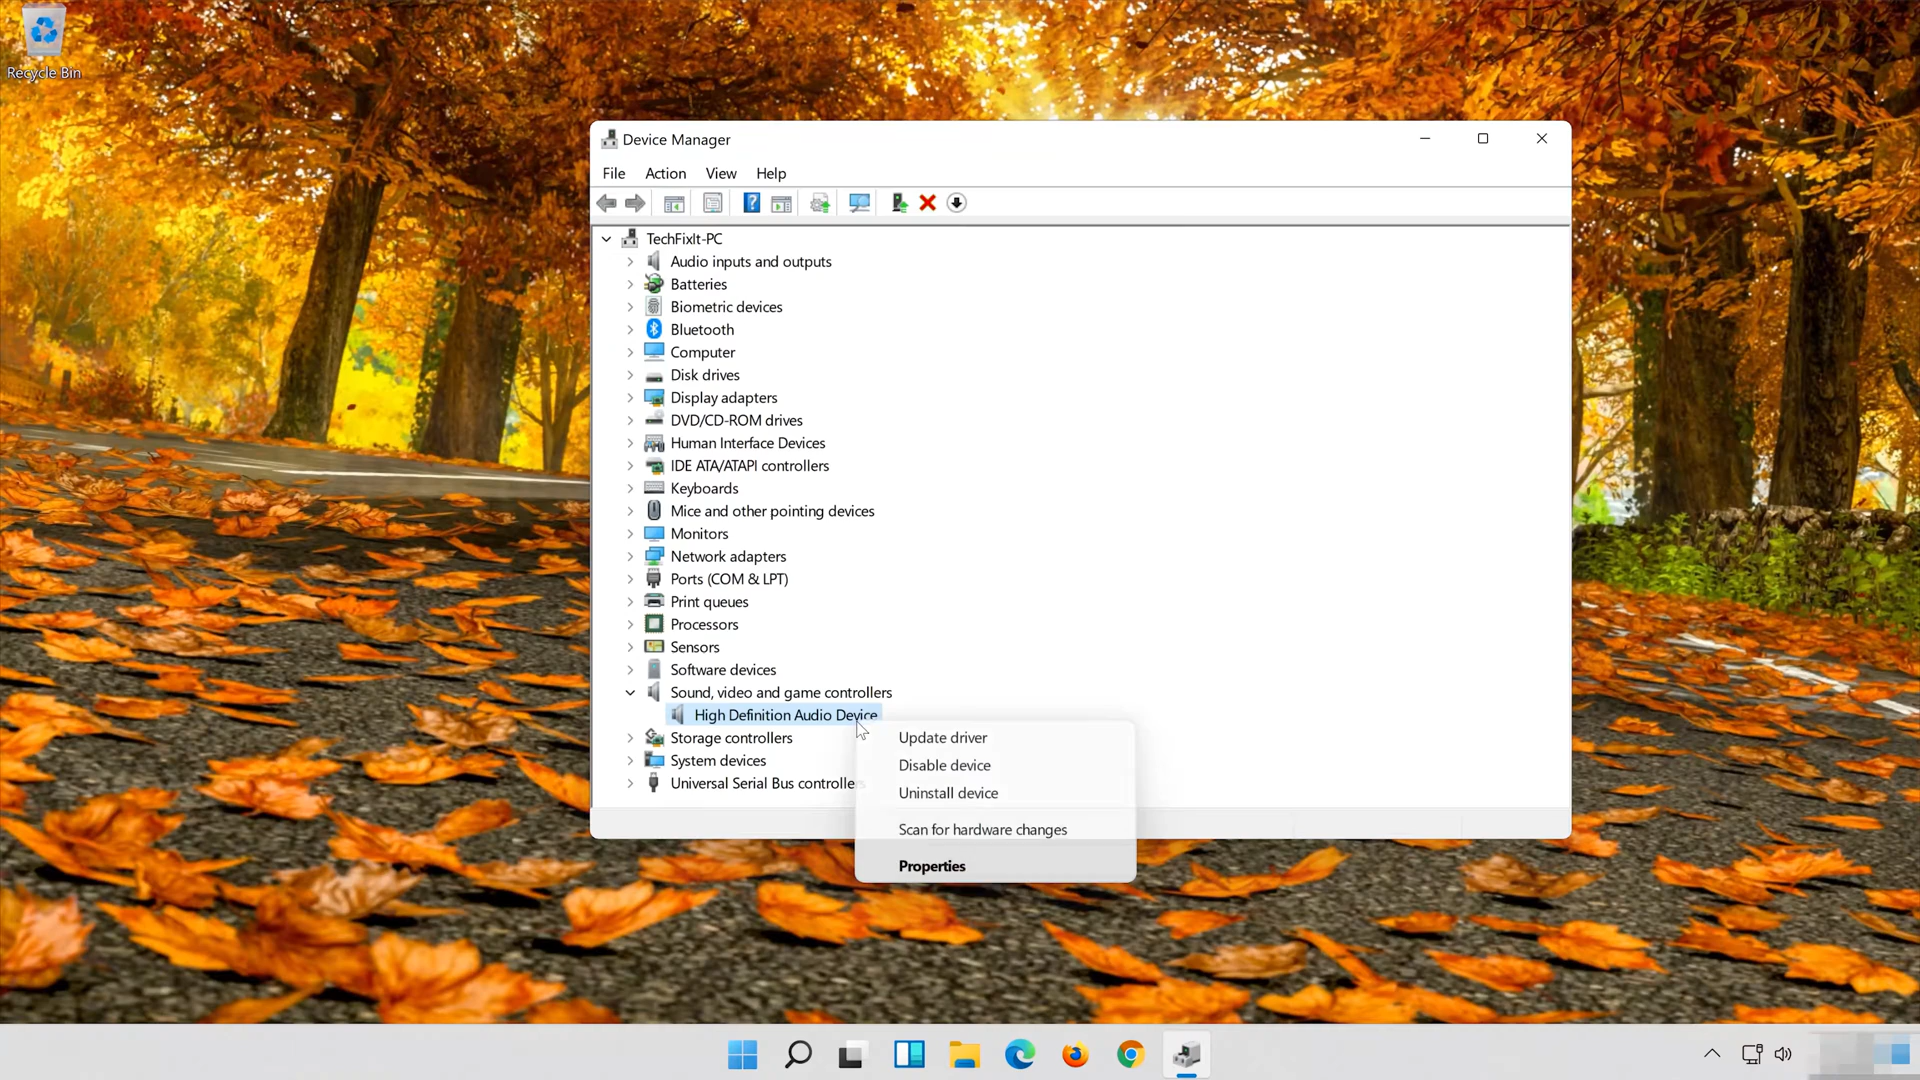 Recycle Bin
Device Manager
File Action View Help
TechFixIt-PC
Audio inputs and outputs
Batteries
Biometric devices
Bluetooth
Computer
Disk drives
Display adapters
DVD/CD-ROM drives
Human Interface Devices
IDE ATA/ATAPI controllers
Keyboards
Mice and other pointing devices
Monitors
Network adapters
Ports (COM & LPT)
Print queues
Processors
Sensors
Software devices
Sound, video and game controllers
High Definition Audio Device
Storage controllers
System devices
Universal Serial Bus controllers
Update driver
Disable device
Uninstall device
Scan for hardware changes
Properties